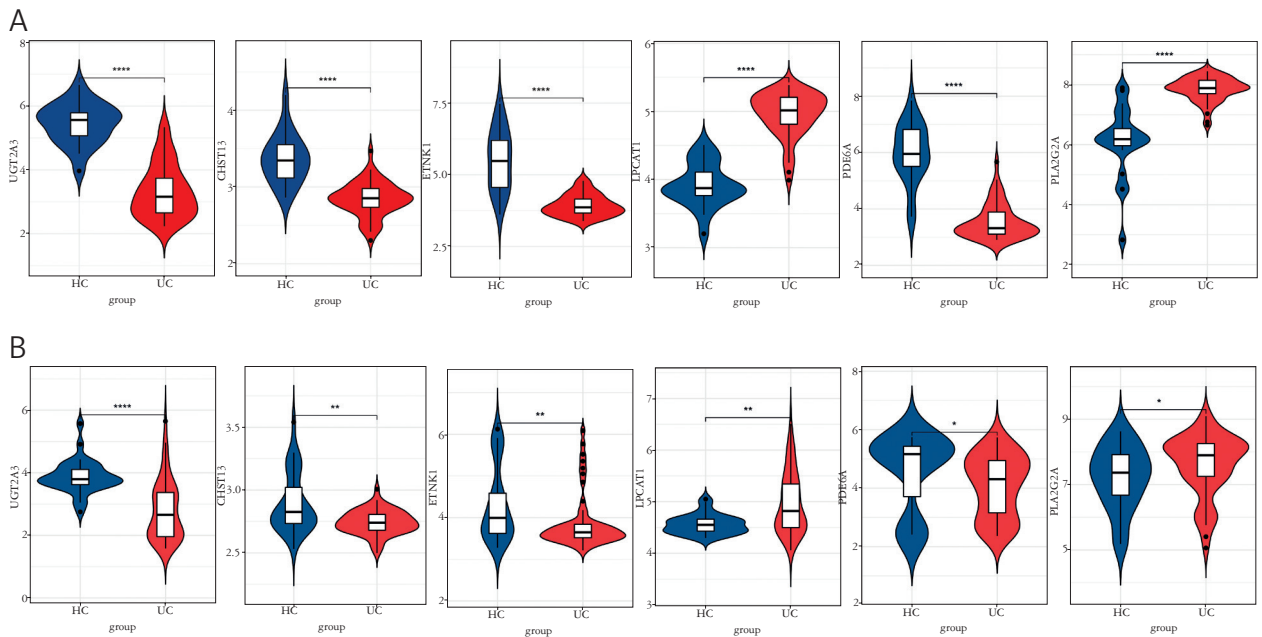 A
UGT2A3
8
6
4
2
****
HC UC
group
CHST13
4
3
2
****
HC UC
group
ETNK1
7.5
5.0
2.5
****
HC UC
group
LPCAT1
6
5
4
3
****
HC UC
group
PDE6A
8
6
4
2
****
HC UC
group
PLA2G2A
8
6
4
2
****
HC UC
group
B
UGT2A3
6
4
2
0
****
HC UC
group
CHST13
3.5
3.0
2.5
**
HC UC
group
ETNK1
6
4
2
**
HC UC
group
LPCAT1
7
6
5
4
3
**
HC UC
group
PDE6A
8
6
4
2
2
*
HC UC
group
PLA2G2A
9
7
5
*
HC UC
group